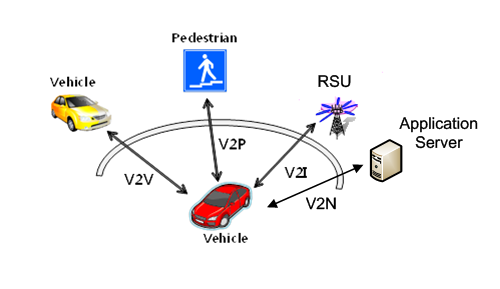 Pedestrian
Vehicle
RSU
Application
Server
V2P
V2V
V2I
V2N
Vehicle